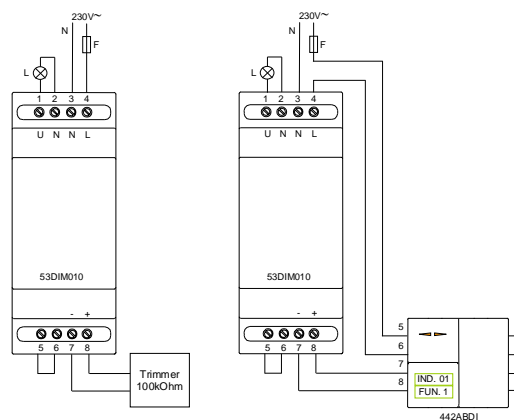 230V~
N
F
L
1 2 3 4
U N N L
53DIM010
- +
5 6 7 8
Trimmer
100kOhm
230V~
N
F
L
1 2 3 4
U N N L
53DIM010
- +
5 6 7 8
5
6
7
8
IND. 01
FUN. 1
442ABDI